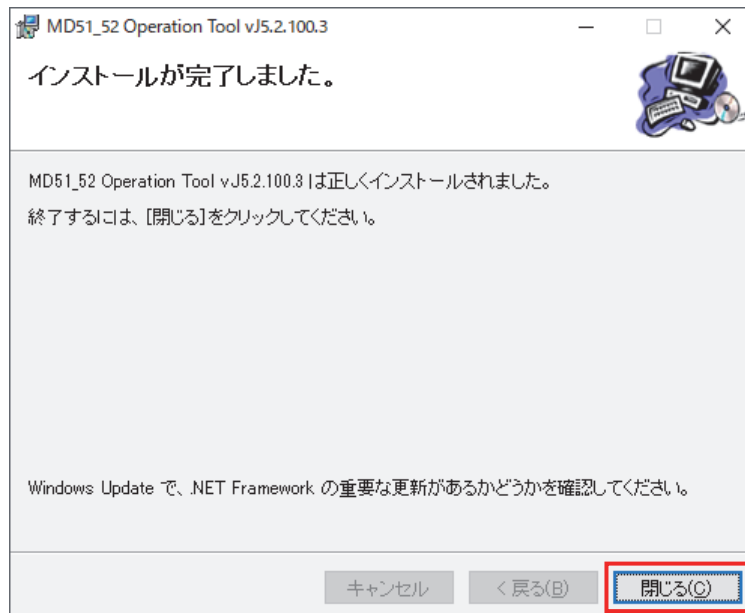 MD51_52 Operation Tool vJ5.2.100.3
インストールが完了しました。
MD51_52 Operation Tool vJ5.2.100.3 は正しくインストールされました。
終了するには、[閉じる]をクリックしてください。
Windows Update で、.NET Framework の重要な更新があるかどうかを確認してください。
キャンセル
< 戻る(B)
閉じる(C)